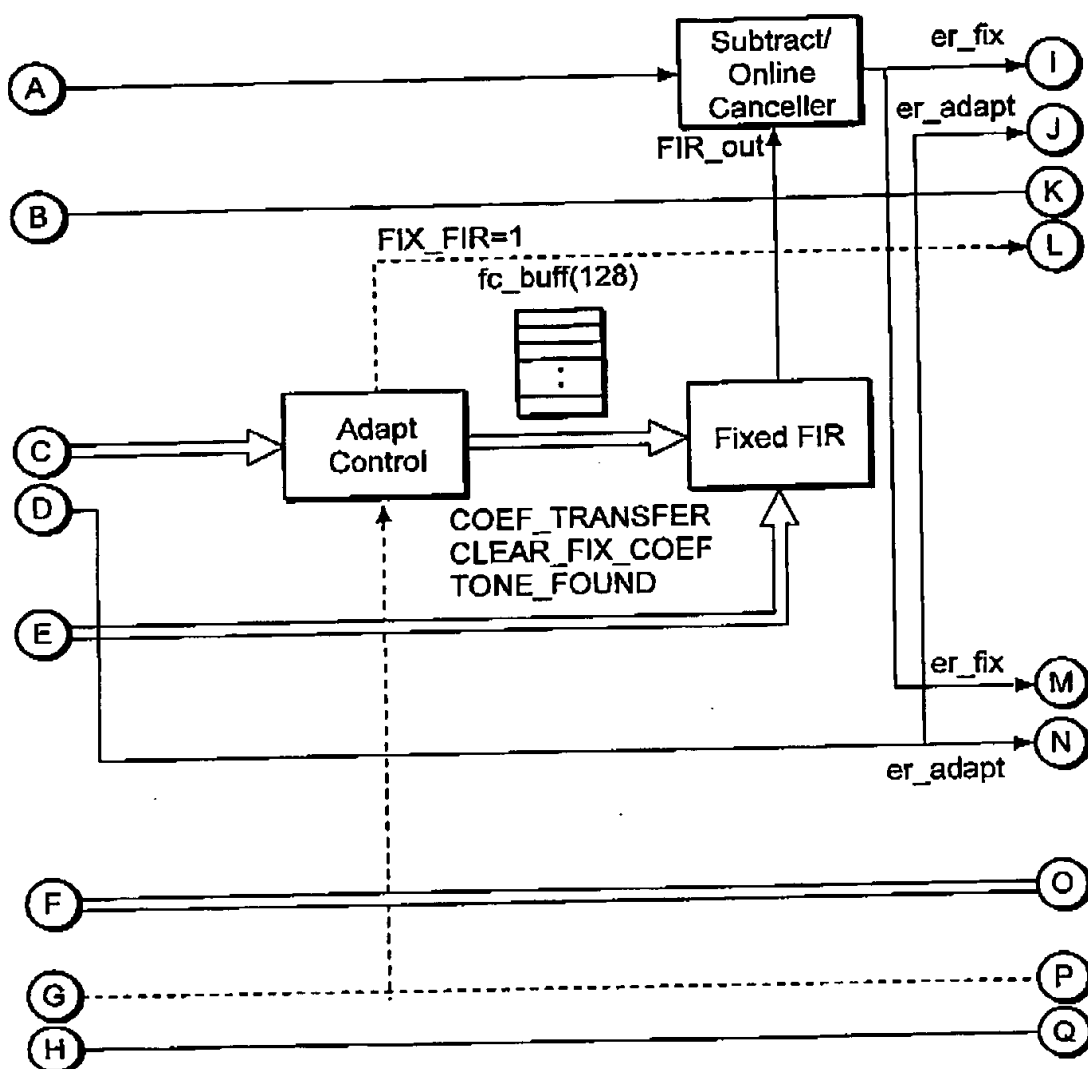 Subtract/
Online
Canceller
er_fix
I
A
er_adapt
J
FIR_out
K
B
FIX_FIR=1
L
fc_buff(128)
Adapt
Control
Fixed FIR
C
D
COEF_TRANSFER
CLEAR_FIX_COEF
TONE_FOUND
E
er_fix
M
N
er_adapt
F
O
G
P
H
Q